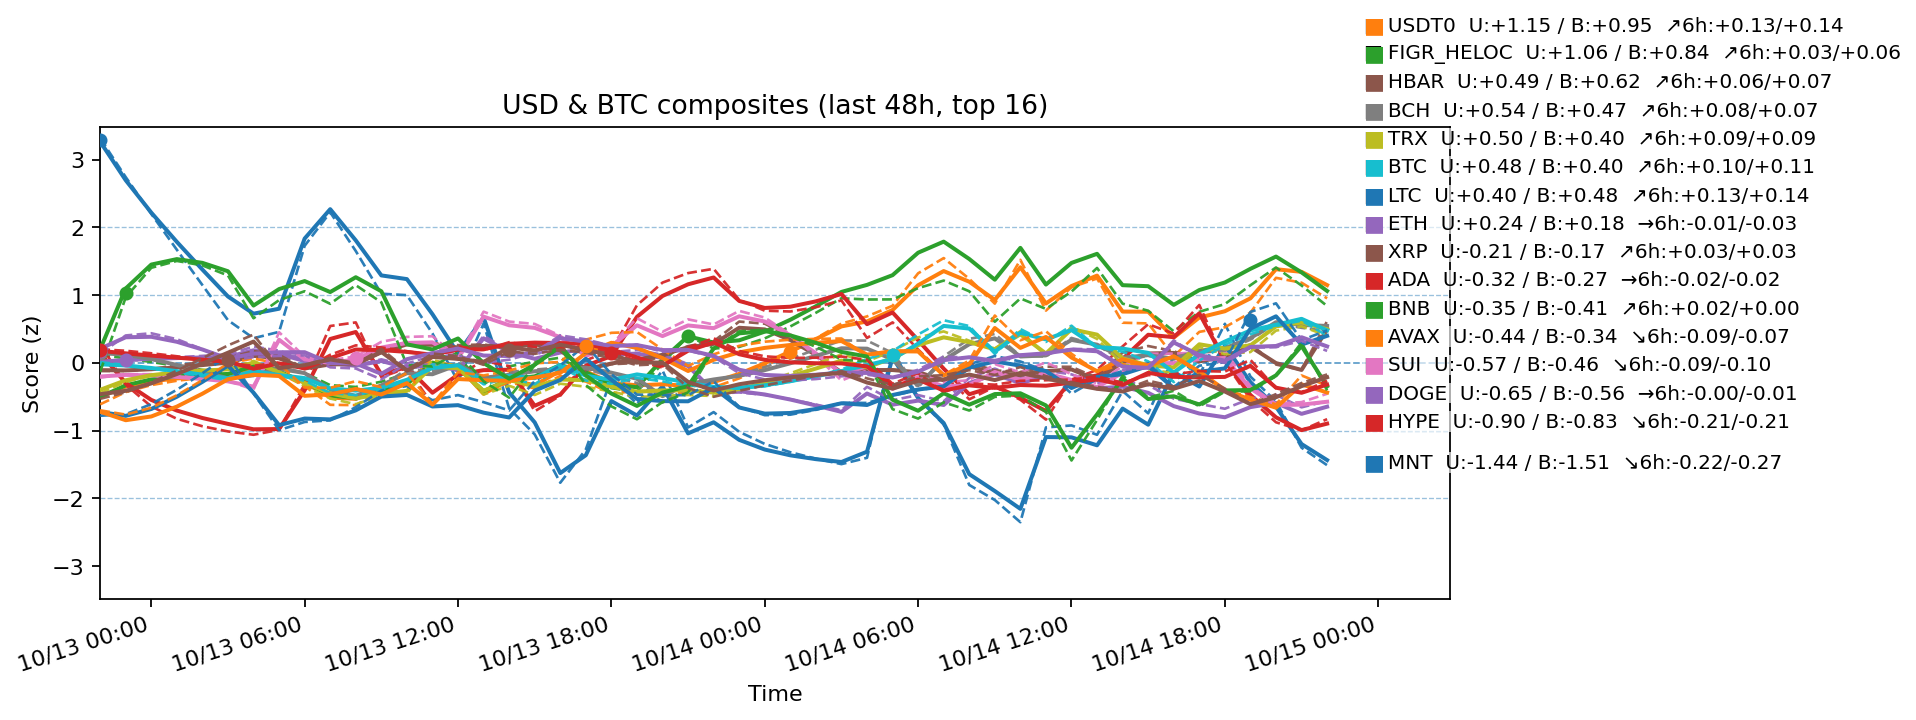 USDT0 U:+1.15 / B:+0.95 ↗6h:+0.13/+0.14
FIGR_HELOC U:+1.06 / B:+0.84 ↗6h:+0.03/+0.06
HBAR U:+0.49 / B:+0.62 ↗6h:+0.06/+0.07
BCH U:+0.54 / B:+0.47 ↗6h:+0.08/+0.07
TRX U:+0.50 / B:+0.40 ↗6h:+0.09/+0.09
BTC U:+0.48 / B:+0.40 ↗6h:+0.10/+0.11
LTC U:+0.40 / B:+0.48 ↗6h:+0.13/+0.14
ETH U:+0.24 / B:+0.18 →6h:-0.01/-0.03
XRP U:-0.21 / B:-0.17 ↗6h:+0.03/+0.03
ADA U:-0.32 / B:-0.27 →6h:-0.02/-0.02
BNB U:-0.35 / B:-0.41 ↗6h:+0.02/+0.00
AVAX U:-0.44 / B:-0.34 ↘6h:-0.09/-0.07
SUI U:-0.57 / B:-0.46 ↘6h:-0.09/-0.10
DOGE U:-0.65 / B:-0.56 →6h:-0.00/-0.01
HYPE U:-0.90 / B:-0.83 ↘6h:-0.21/-0.21
MNT U:-1.44 / B:-1.51 ↘6h:-0.22/-0.27
USD & BTC composites (last 48h, top 16)
Score (z)
3
2
1
0
−1
−2
−3
10/13 00:00
10/13 06:00
10/13 12:00
10/13 18:00
10/14 00:00
10/14 06:00
10/14 12:00
10/14 18:00
10/15 00:00
Time